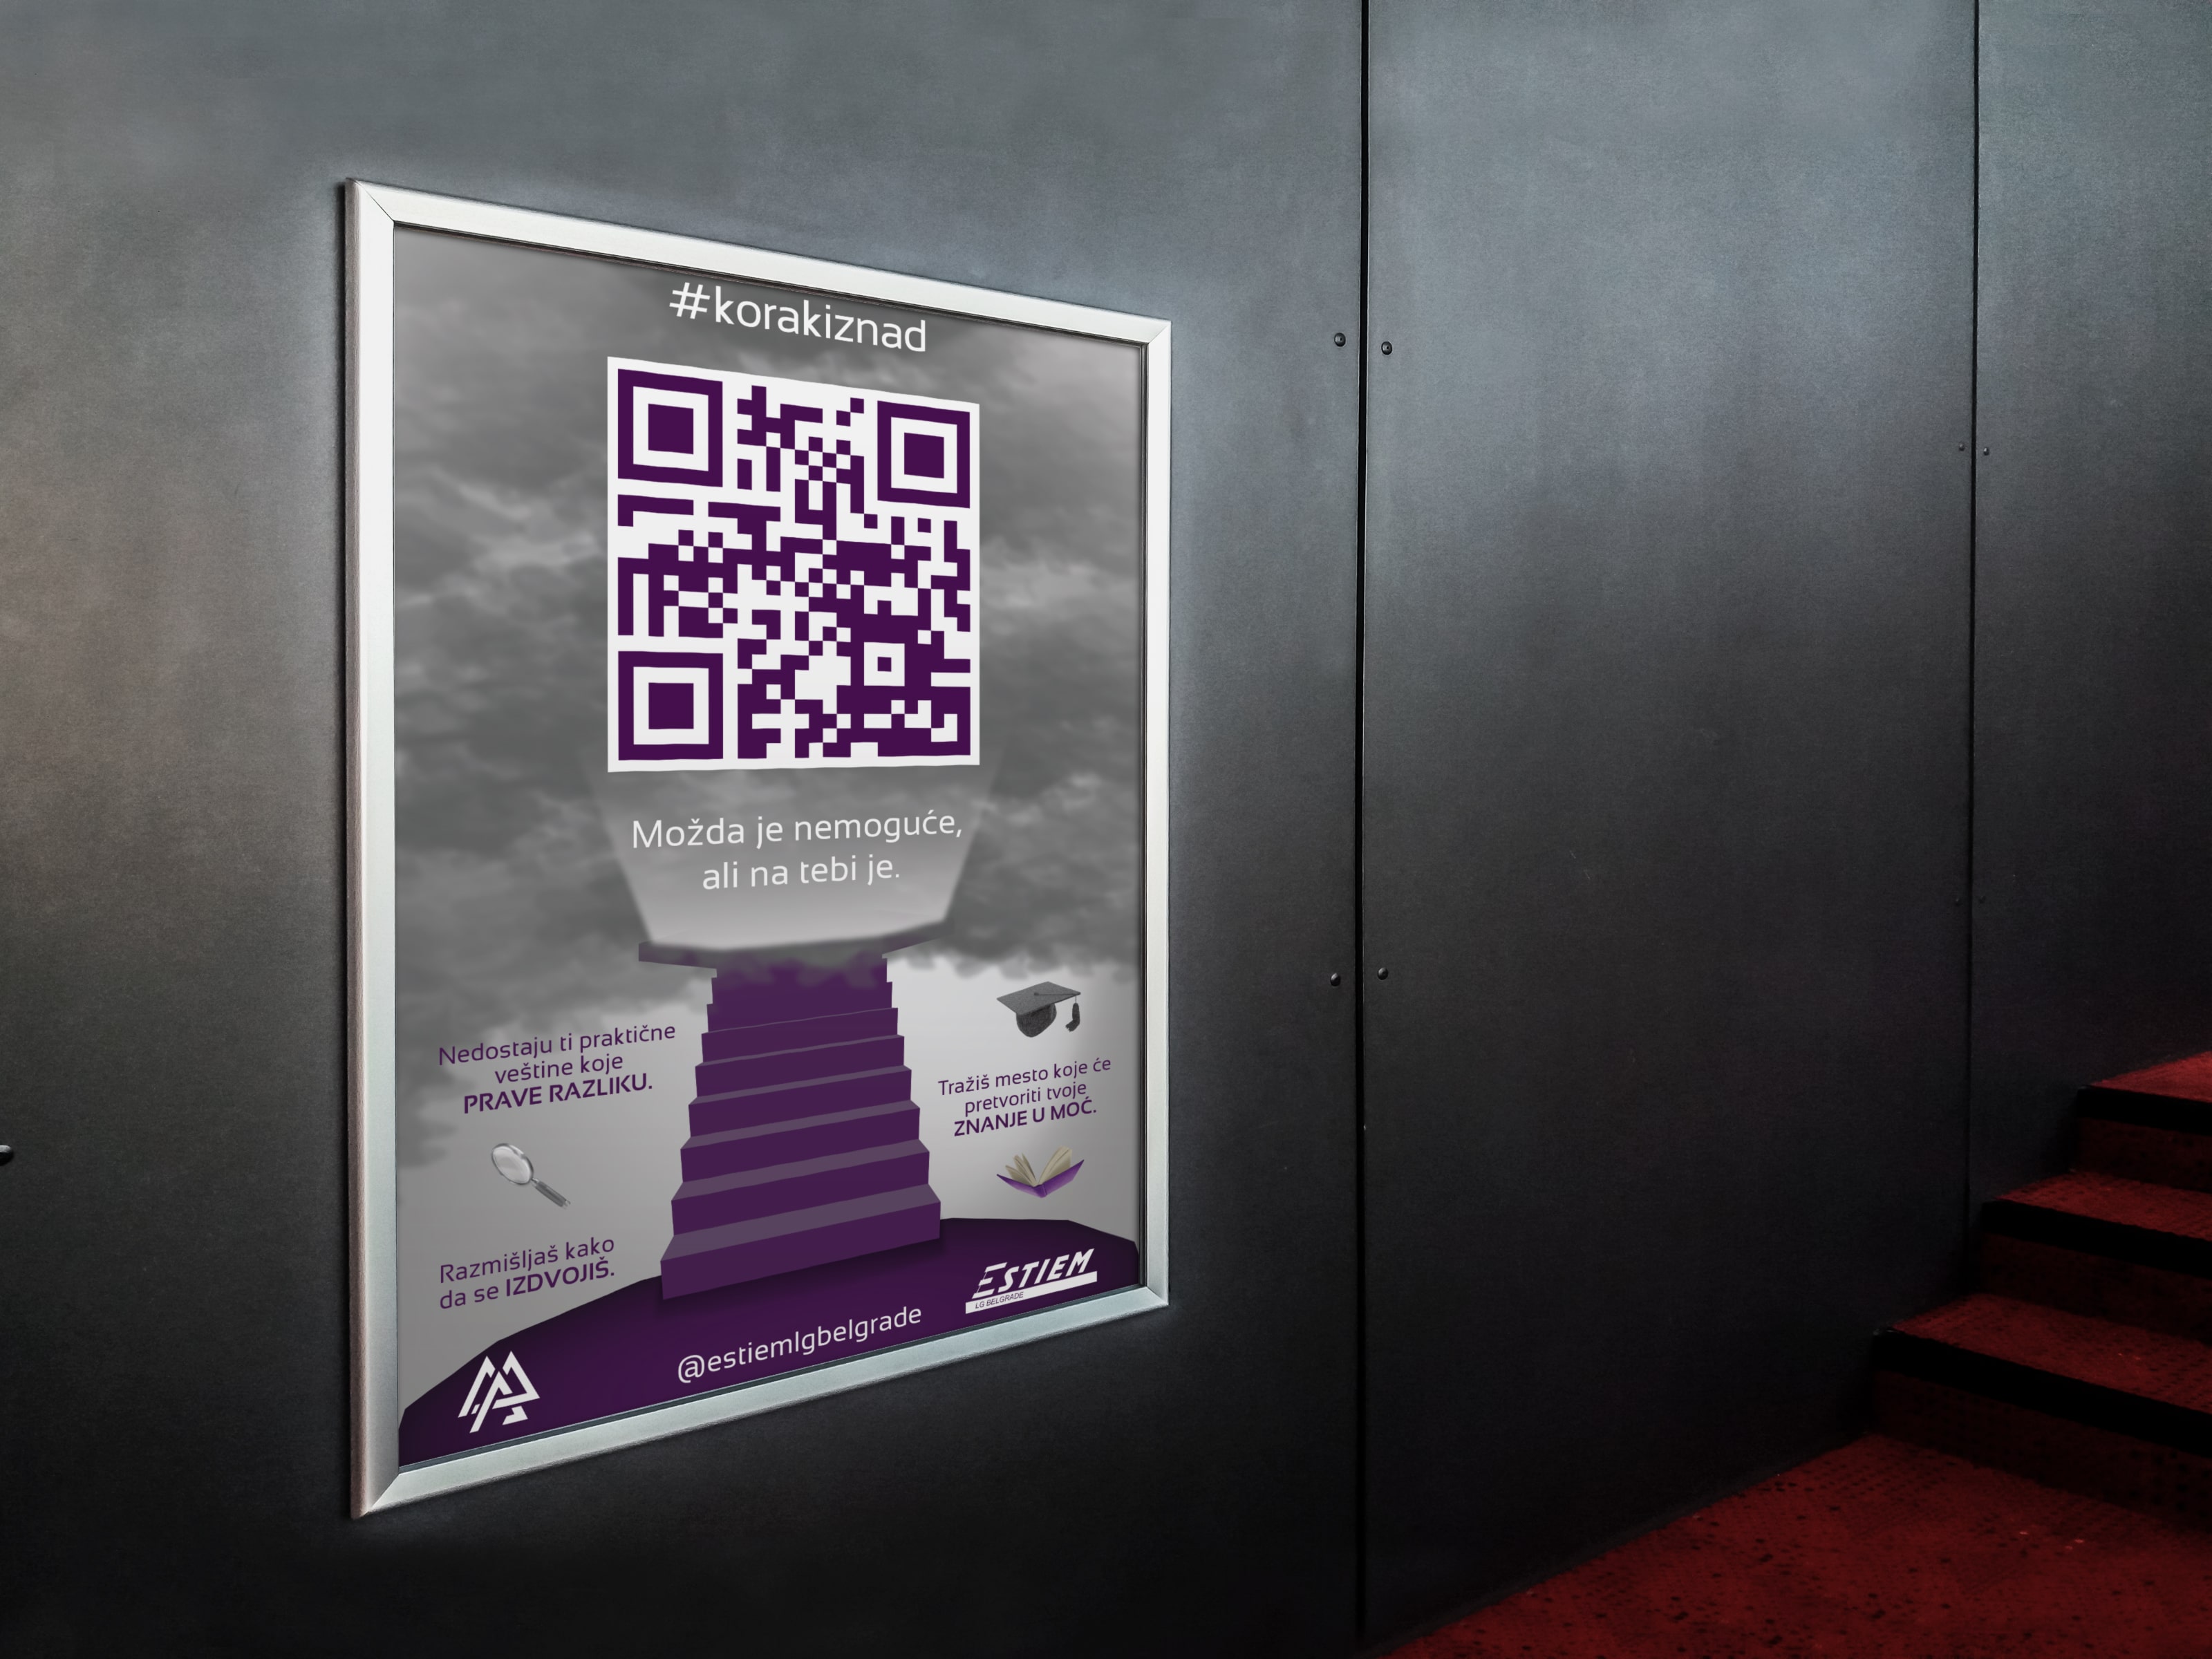 #korakiznad
Možda je nemoguće,
ali na tebi je.
Nedostaju ti praktične
veštine koje
PRAVE RAZLIKU.
Tražiš mesto koje će
pretvoriti tvoje
ZNANJE U MOĆ.
Razmišljaš kako
da se IZDVOJIŠ.
ESTIEM
LG BELGRADE
@estiemlgbelgrade